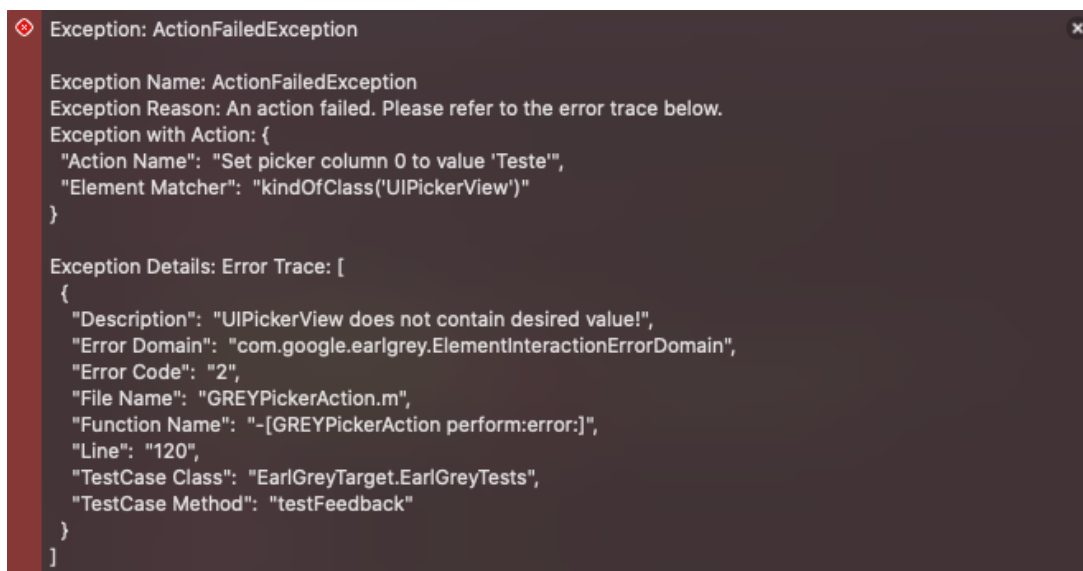 Exception: ActionFailedException
Exception Name: ActionFailedException
Exception Reason: An action failed. Please refer to the error trace below.
Exception with Action: {
"Action Name": "Set picker column 0 to value 'Teste'",
"Element Matcher": "kindOfClass('UIPickerView')"
}
Exception Details: Error Trace: [
{
"Description": "UIPickerView does not contain desired value!",
"Error Domain": "com.google.earlgrey.ElementInteractionErrorDomain",
"Error Code": "2",
"File Name": "GREYPickerAction.m",
"Function Name": "-[GREYPickerAction perform:error:]",
"Line": "120",
"TestCase Class": "EarlGreyTarget.EarlGreyTests",
"TestCase Method": "testFeedback"
}
]